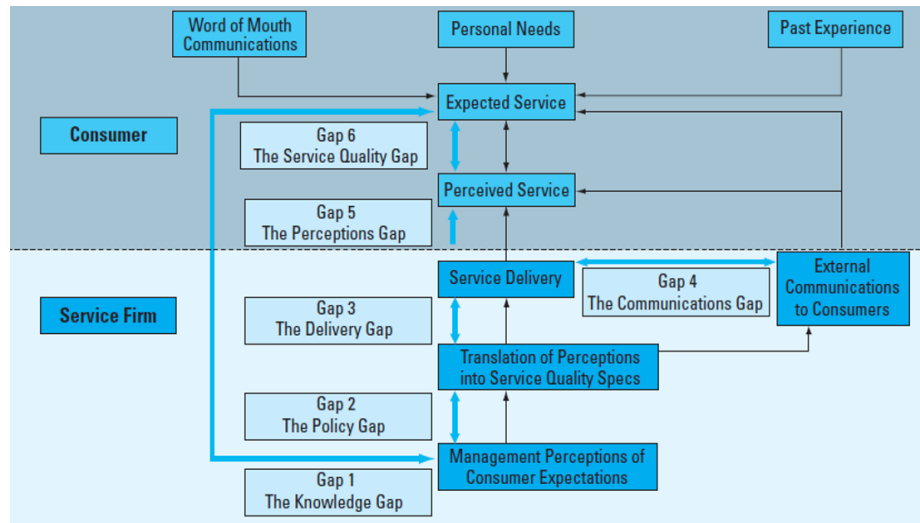 Word of Mouth
Communications
Personal Needs
Past Experience
Expected Service
Consumer
Gap 6
The Service Quality Gap
Perceived Service
Gap 5
The Perceptions Gap
Service Delivery
Gap 4
The Communications Gap
External
Communications
to Consumers
Service Firm
Gap 3
The Delivery Gap
Translation of Perceptions
into Service Quality Specs
Gap 2
The Policy Gap
Management Perceptions of
Consumer Expectations
Gap 1
The Knowledge Gap